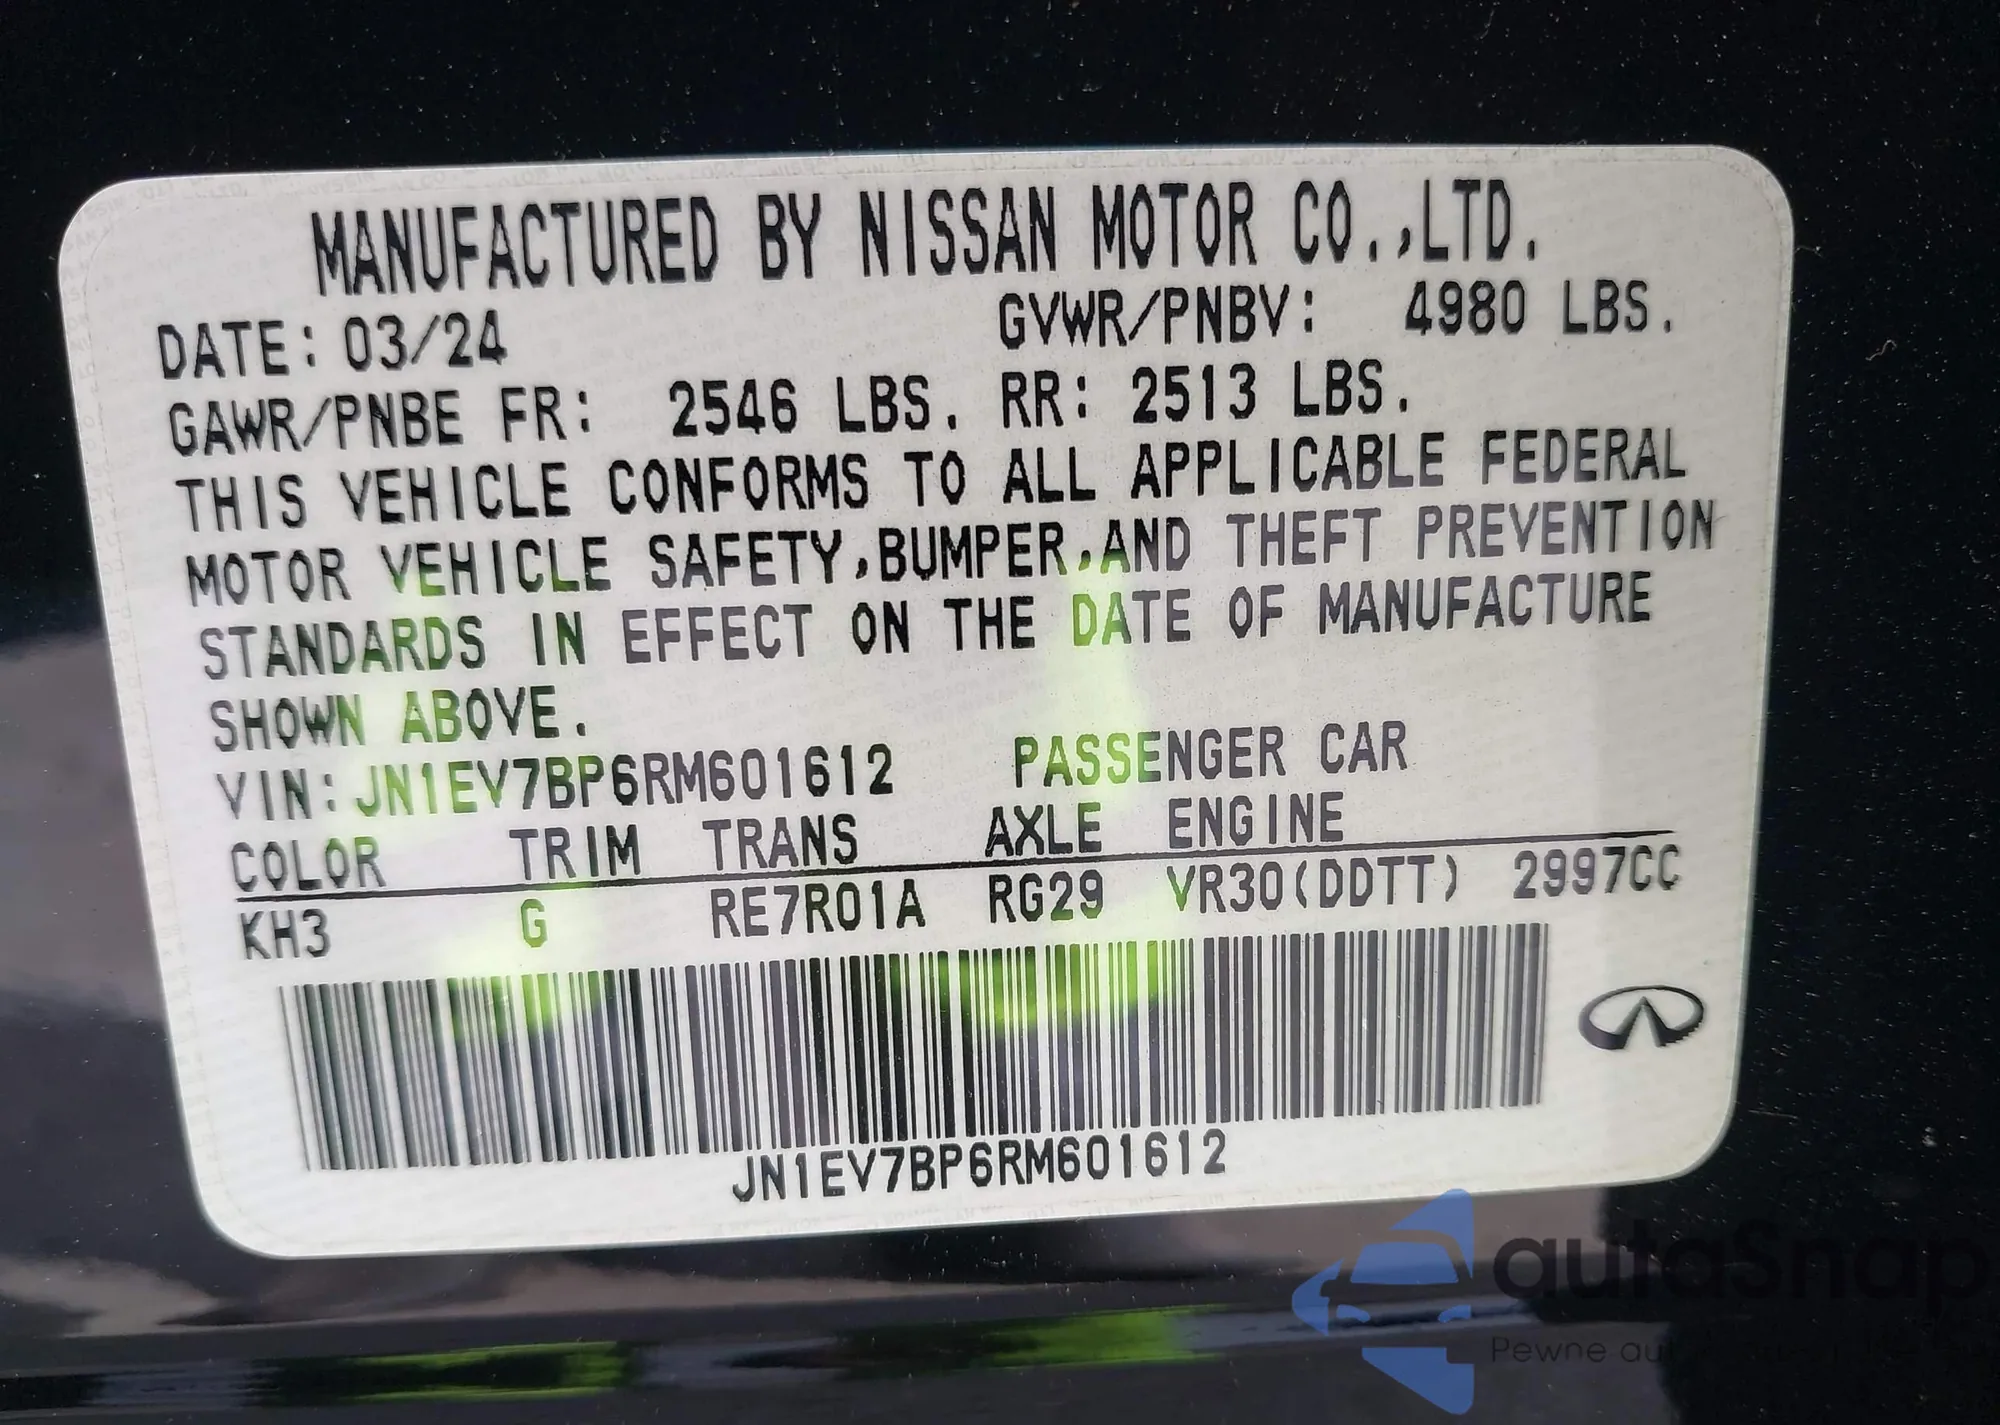 MANUFACTURED BY NISSAN MOTOR CO.,LTD.
DATE: 03/24 GVWR/PNBV: 4980 LBS.
GAWR/PNBE FR: 2546 LBS. RR: 2513 LBS.
THIS VEHICLE CONFORMS TO ALL APPLICABLE FEDERAL
MOTOR VEHICLE SAFETY,BUMPER,AND THEFT PREVENTION
STANDARDS IN EFFECT ON THE DATE OF MANUFACTURE
SHOWN ABOVE.
VIN: JN1EV7BP6RM601612 PASSENGER CAR
COLOR TRIM TRANS AXLE ENGINE
KH3 G RE7R01A RG29 VR30(DDTT) 2997CC
JN1EV7BP6RM601612
autaSnap
Pewne